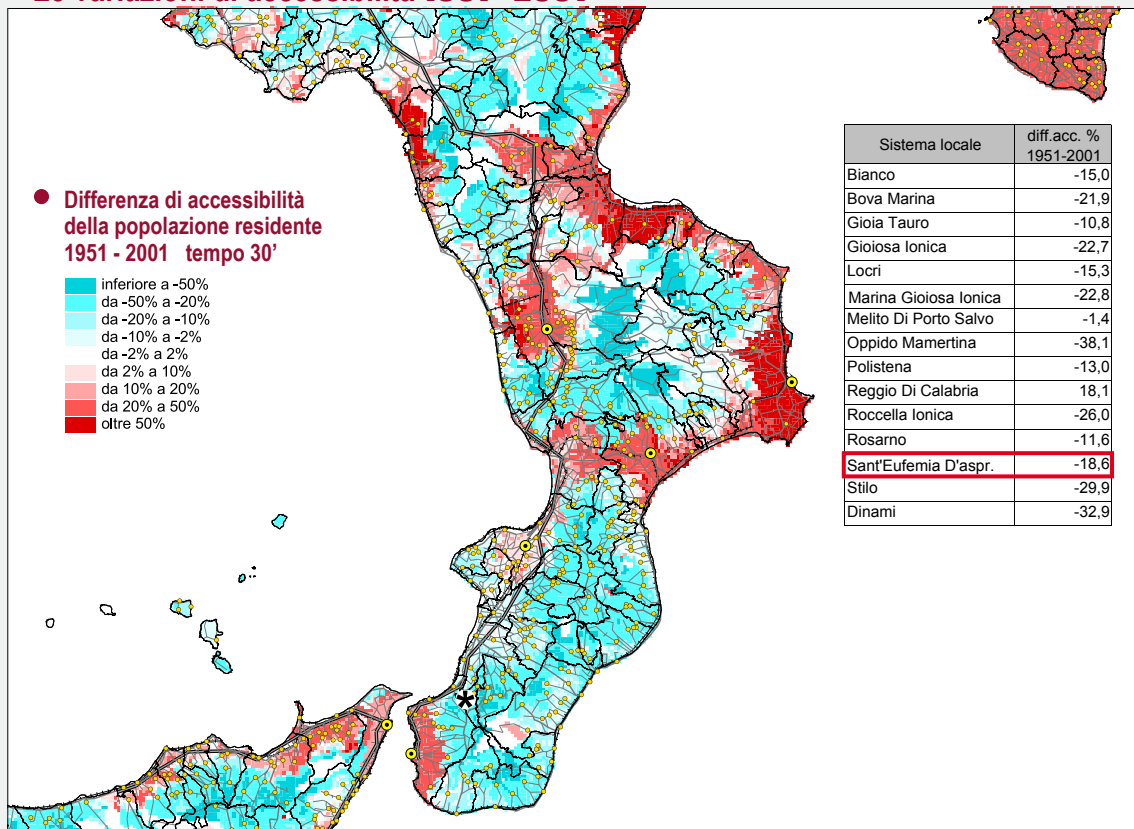 Differenza di accessibilità
della popolazione residente
1951 - 2001 tempo 30’
inferiore a -50%
da -50% a -20%
da -20% a -10%
da -10% a -2%
da -2% a 2%
da 2% a 10%
da 10% a 20%
da 20% a 50%
oltre 50%
Sistema locale diff.acc. % 1951-2001
Bianco -15,0
Bova Marina -21,9
Gioia Tauro -10,8
Gioiosa Ionica -22,7
Locri -15,3
Marina Gioiosa Ionica -22,8
Melito Di Porto Salvo -1,4
Oppido Mamertina -38,1
Polistena -13,0
Reggio Di Calabria 18,1
Roccella Ionica -26,0
Rosarno -11,6
Sant'Eufemia D'aspr. -18,6
Stilo -29,9
Dinami -32,9